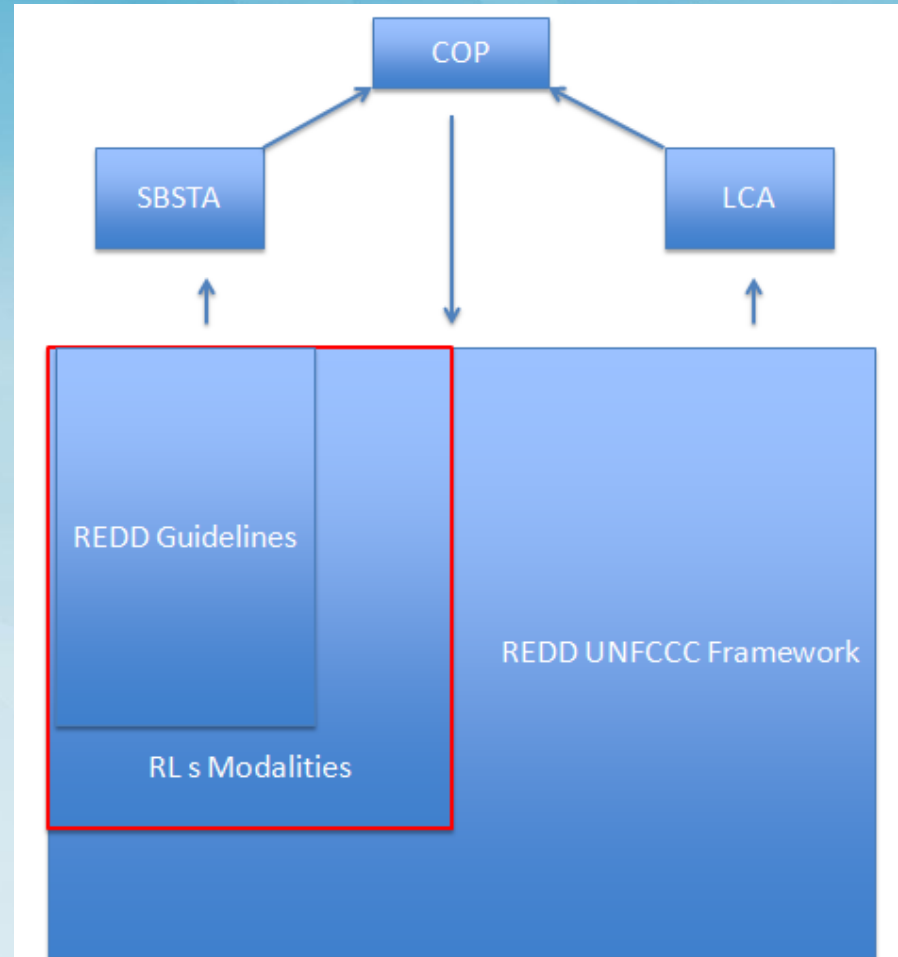 COP
SBSTA
LCA
REDD Guidelines
REDD UNFCCC Framework
RL s Modalities